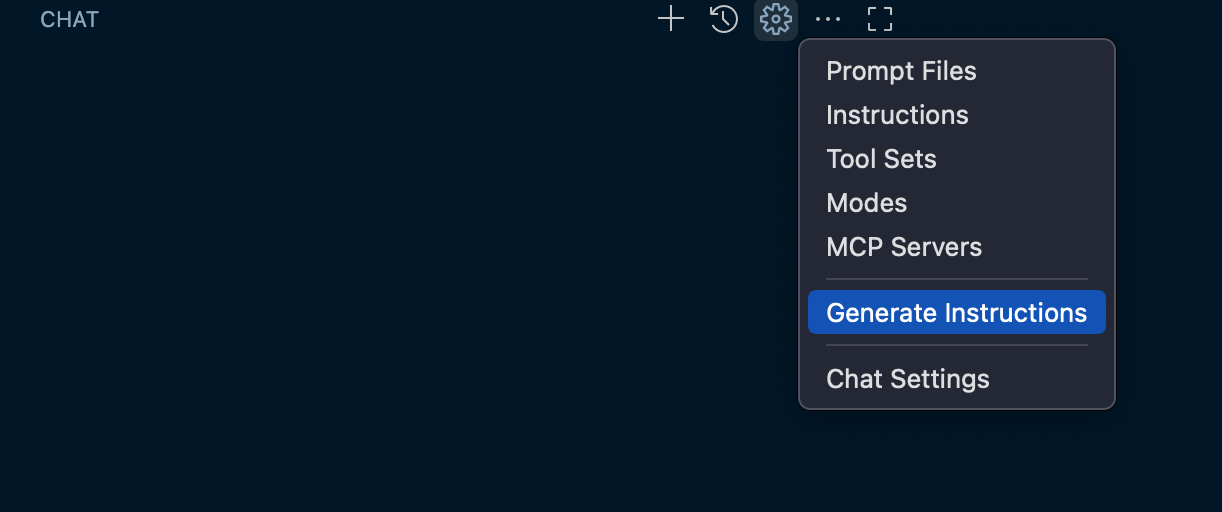 CHAT
Prompt Files
Instructions
Tool Sets
Modes
MCP Servers
Generate Instructions
Chat Settings